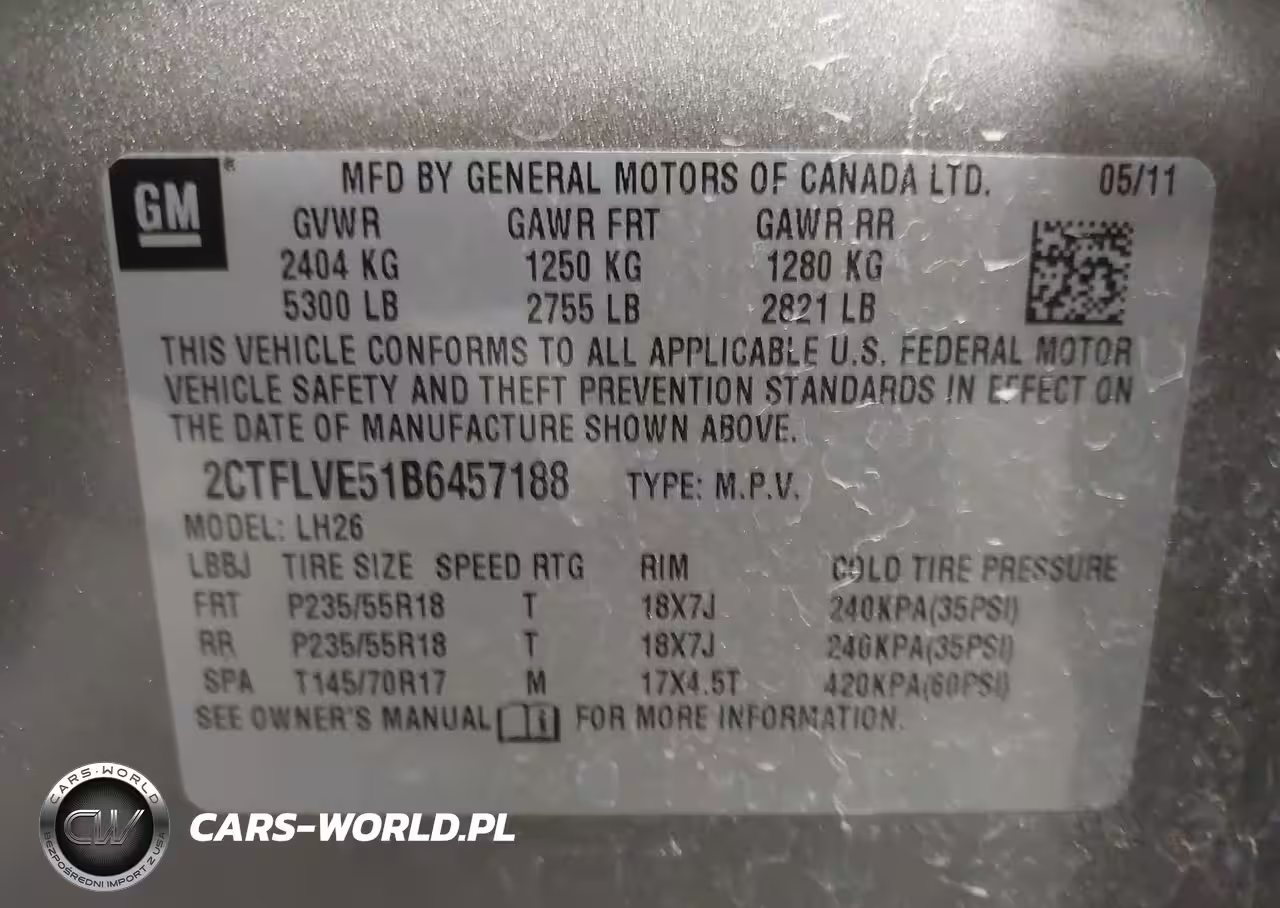 GM ®
MFD BY GENERAL MOTORS OF CANADA LTD. 05/11
GVWR GAWR FRT GAWR RR
2404 KG 1250 KG 1280 KG
5300 LB 2755 LB 2821 LB
THIS VEHICLE CONFORMS TO ALL APPLICABLE U.S. FEDERAL MOTOR
VEHICLE SAFETY AND THEFT PREVENTION STANDARDS IN EFFECT ON
THE DATE OF MANUFACTURE SHOWN ABOVE.
2CTFLVE51B6457188 TYPE: M.P.V.
MODEL: LH26
LBBJ TIRE SIZE SPEED RTG RIM COLD TIRE PRESSURE
FRT P235/55R18 T 18X7J 240KPA(35PSI)
RR P235/55R18 T 18X7J 240KPA(35PSI)
SPA T145/70R17 M 17X4.5T 420KPA(60PSI)
SEE OWNER'S MANUAL i FOR MORE INFORMATION.
CARS-WORLD
CW
BEZPOŚREDNI IMPORT Z USA
CARS-WORLD.PL